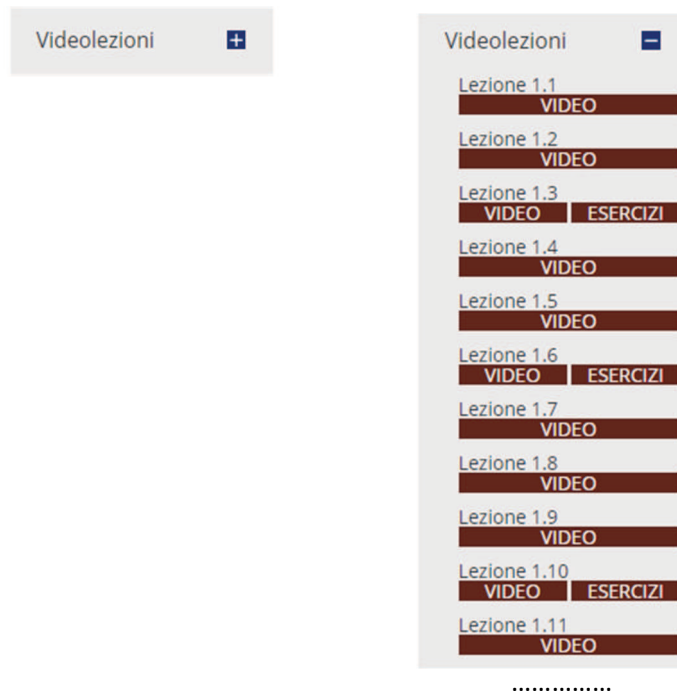 Videolezioni
Videolezioni
Lezione 1.1
VIDEO
Lezione 1.2
VIDEO
Lezione 1.3
VIDEO ESERCIZI
Lezione 1.4
VIDEO
Lezione 1.5
VIDEO
Lezione 1.6
VIDEO ESERCIZI
Lezione 1.7
VIDEO
Lezione 1.8
VIDEO
Lezione 1.9
VIDEO
Lezione 1.10
VIDEO ESERCIZI
Lezione 1.11
VIDEO
...............